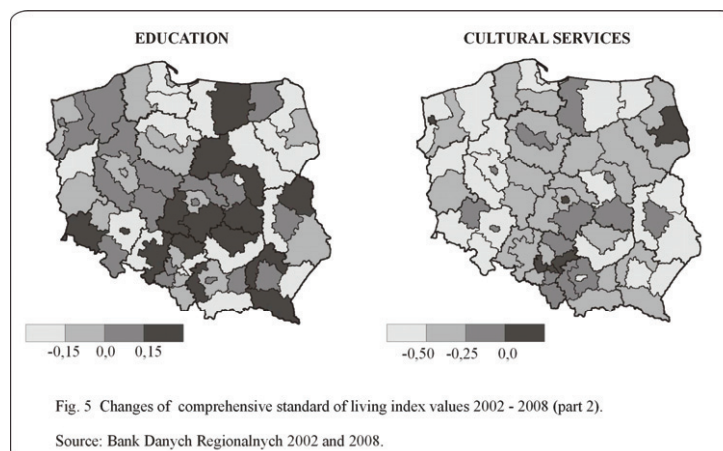 EDUCATION
CULTURAL SERVICES
-0,15 0,0 0,15
-0,50 -0,25 0,0
Fig. 5 Changes of comprehensive standard of living index values 2002 - 2008 (part 2).
Source: Bank Danych Regionalnych 2002 and 2008.